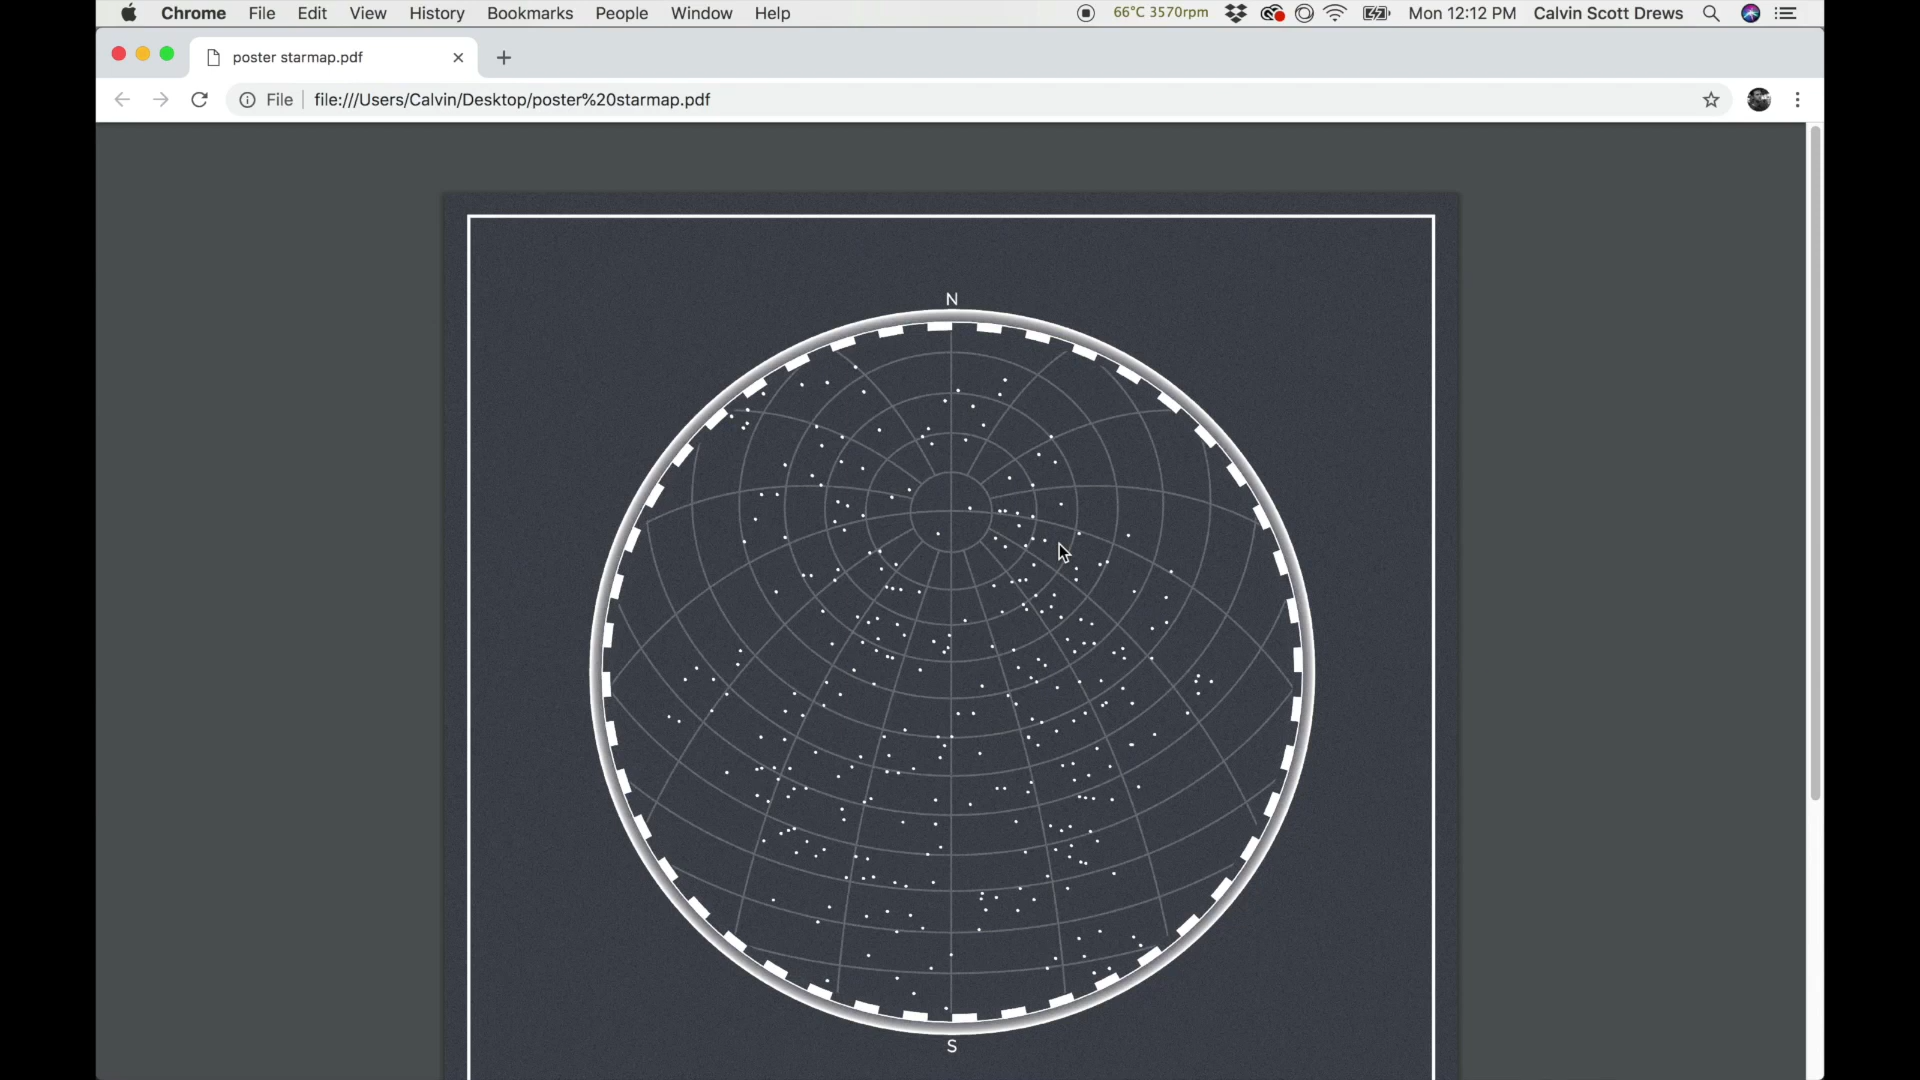 Chrome File Edit View History Bookmarks People Window Help 66°C 3570rpm Mon 12:12 PM Calvin Scott Drews
poster starmap.pdf
File file:///Users/Calvin/Desktop/poster%20starmap.pdf
N
S